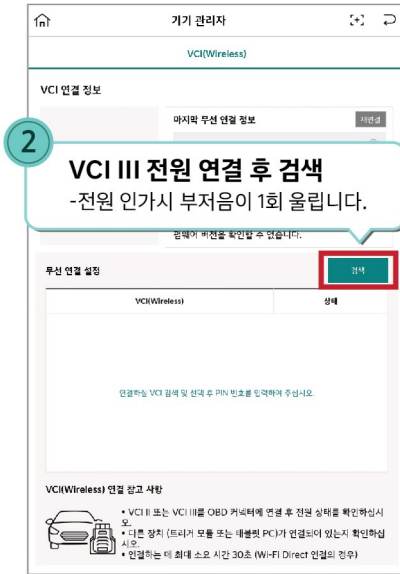 기기 관리자
VCI(Wireless)
VCI 연결 정보
마지막 무선 연결 정보
재연결
2
VCI III 전원 연결 후 검색
-전원 인가시 부저음이 1회 울립니다.
펌웨어 버전을 확인할 수 없습니다.
무선 연결 설정
검색
VCI(Wireless)
상태
연결하실 VCI 검색 및 선택 후 PIN 번호를 입력하여 주십시오.
VCI(Wireless) 연결 참고 사항
• VCI II 또는 VCI III를 OBD 커넥터에 연결 후 전원 상태를 확인하십시
오.
• 다른 장치 (트리거 모듈 또는 태블릿 PC)가 연결되어 있는지 확인하십
시오.
• 연결하는 데 최대 소요 시간 30초 (Wi-Fi Direct 연결의 경우)